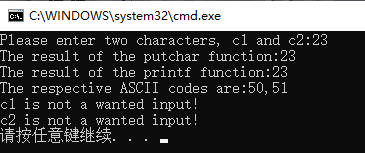 C:\WINDOWS\system32\cmd.exe
Please enter two characters, c1 and c2:23
The result of the putchar function:23
The result of the printf function:23
The respective ASCII codes are:50,51
c1 is not a wanted input!
c2 is not a wanted input!
请按任意键继续. . .